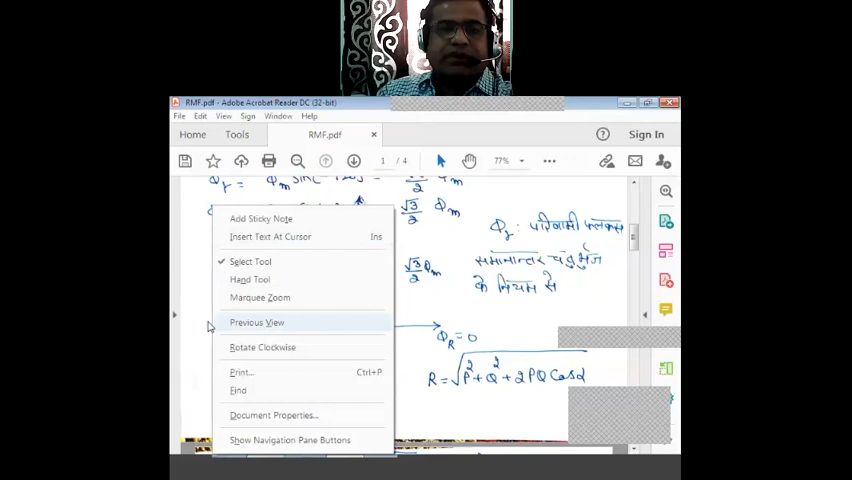 RMF.pdf - Adobe Acrobat Reader DC (32-bit)
File Edit View Sign Window Help
Home Tools RMF.pdf × ? Sign In
1 / 4 77%
√3/2 Φm
Add Sticky Note
Insert Text At Cursor Ins
Select Tool
Hand Tool
Marquee Zoom
Previous View
Rotate Clockwise
Print... Ctrl+P
Find
Document Properties...
Show Navigation Pane Buttons
Φr : परिणामी फ्लक्स
√3/2 Φm समान्तर चतुर्भुज
के नियम से
ΦR = 0
R = √P² + Q² + 2PQ Cosα